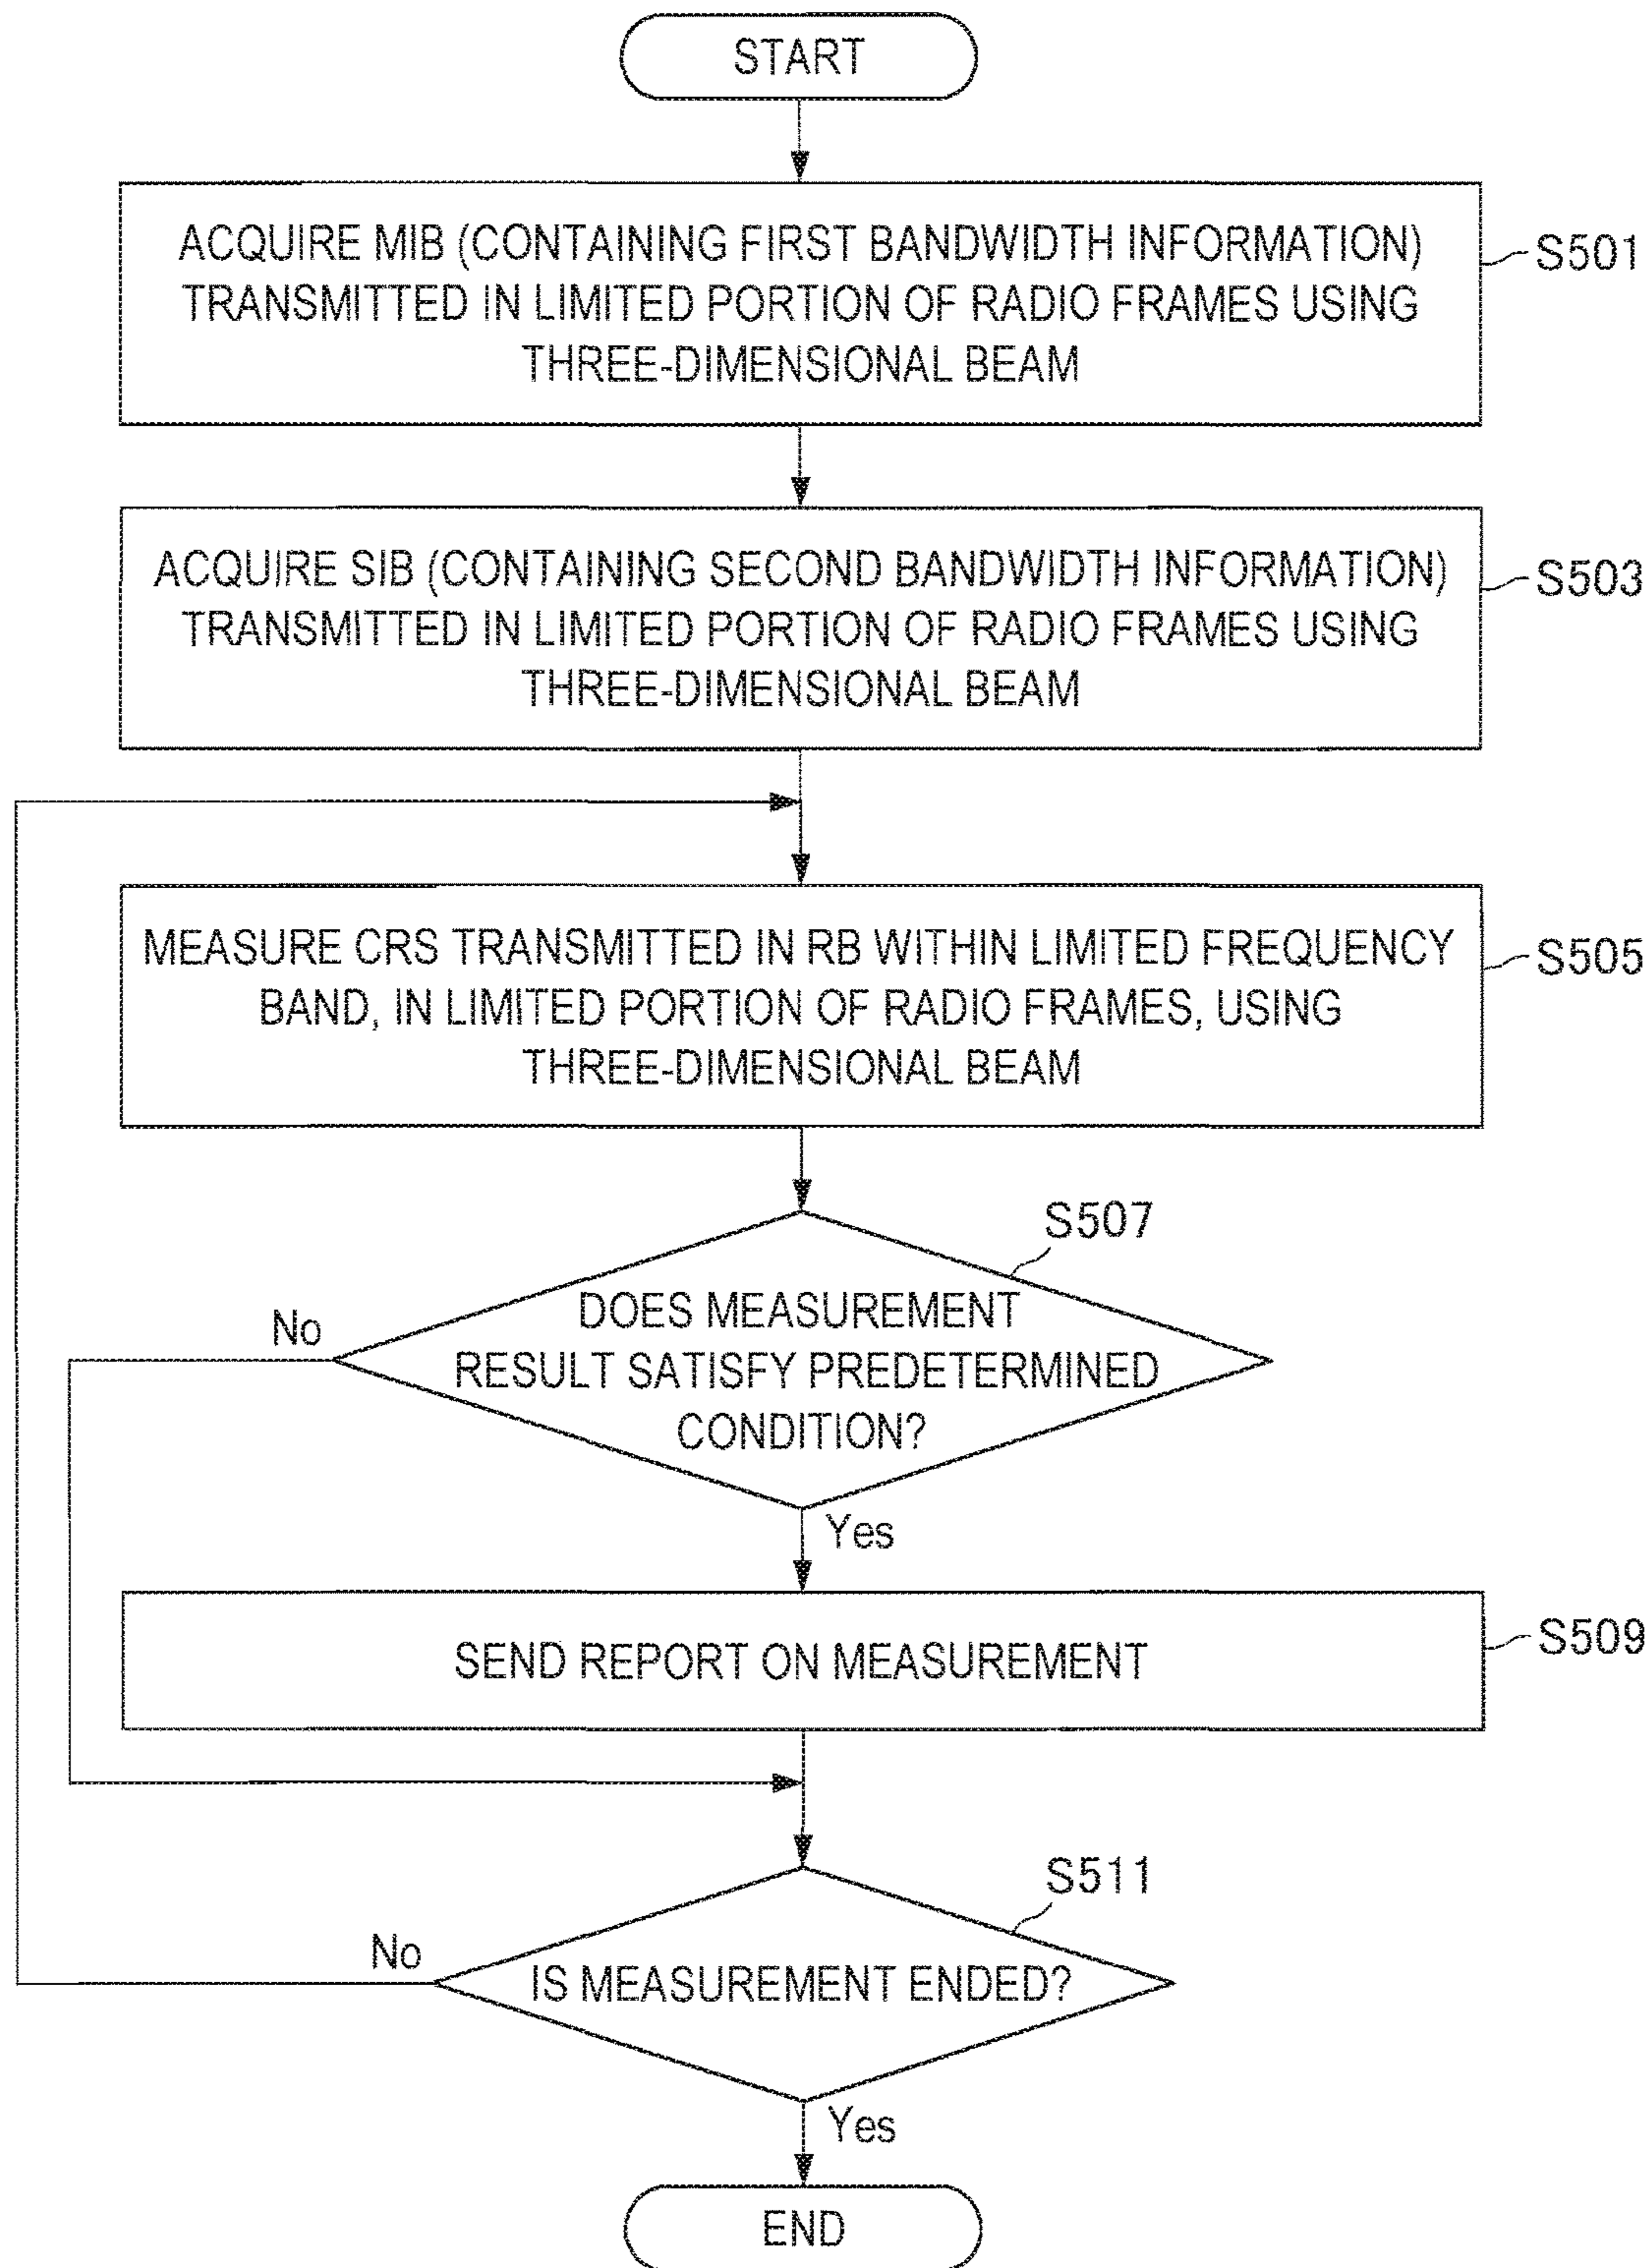 START
ACQUIRE MIB (CONTAINING FIRST BANDWIDTH INFORMATION)
TRANSMITTED IN LIMITED PORTION OF RADIO FRAMES USING
THREE-DIMENSIONAL BEAM
S501
ACQUIRE SIB (CONTAINING SECOND BANDWIDTH INFORMATION)
TRANSMITTED IN LIMITED PORTION OF RADIO FRAMES USING
THREE-DIMENSIONAL BEAM
S503
MEASURE CRS TRANSMITTED IN RB WITHIN LIMITED FREQUENCY
BAND, IN LIMITED PORTION OF RADIO FRAMES, USING
THREE-DIMENSIONAL BEAM
S505
S507
No
DOES MEASUREMENT
RESULT SATISFY PREDETERMINED
CONDITION?
Yes
SEND REPORT ON MEASUREMENT
S509
S511
No
IS MEASUREMENT ENDED?
Yes
END